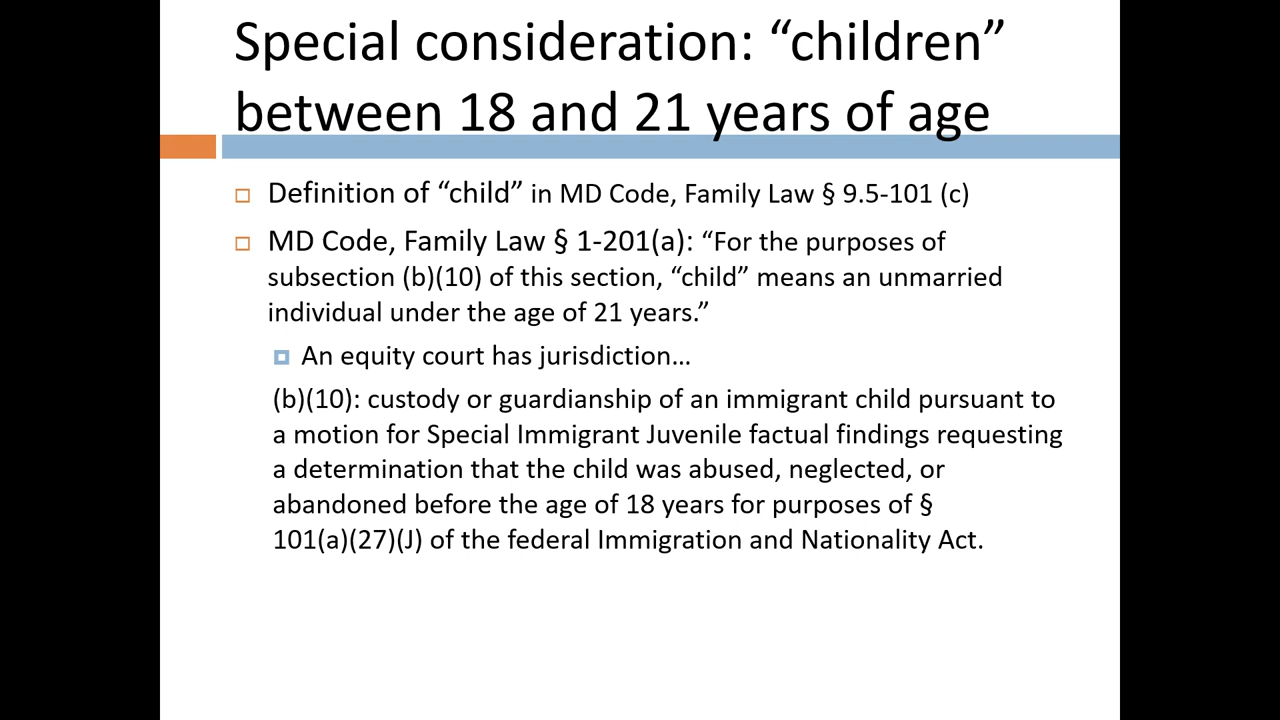 Special consideration: “children”
between 18 and 21 years of age
Definition of “child” in MD Code, Family Law § 9.5-101 (c)
MD Code, Family Law § 1-201(a): “For the purposes of
subsection (b)(10) of this section, “child” means an unmarried
individual under the age of 21 years.”
An equity court has jurisdiction…
(b)(10): custody or guardianship of an immigrant child pursuant to
a motion for Special Immigrant Juvenile factual findings requesting
a determination that the child was abused, neglected, or
abandoned before the age of 18 years for purposes of §
101(a)(27)(J) of the federal Immigration and Nationality Act.